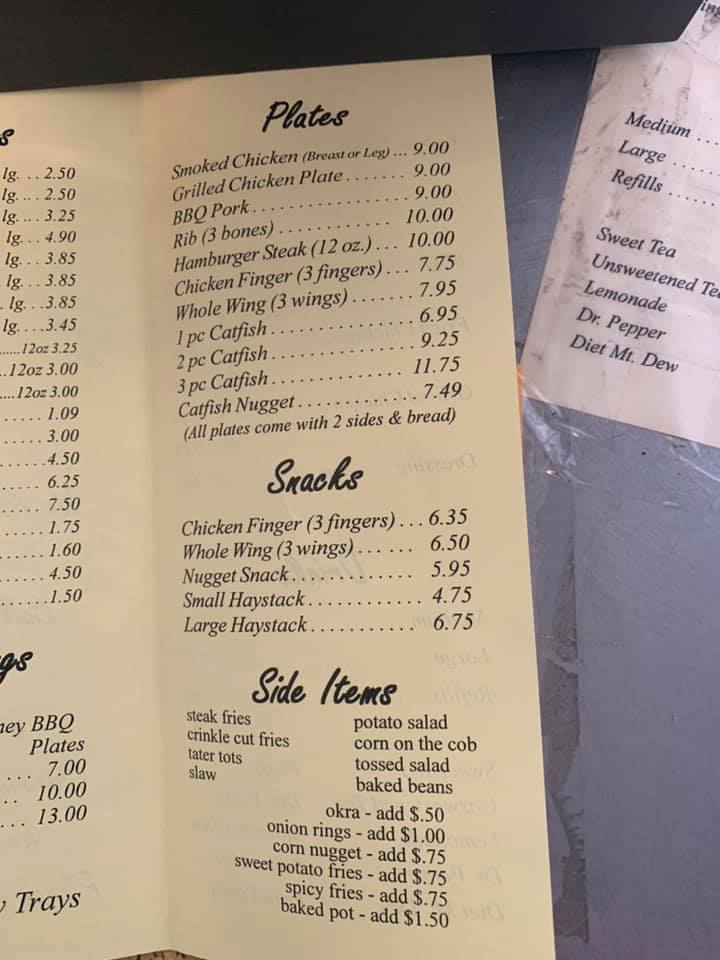 s
lg. . . 2.50
lg. ... 2.50
lg. ... 3.25
lg. . . 4.90
lg. . . 3.85
lg. . . 3.85
. lg. . .3.85
lg. . . .3.45
......12oz 3.25
..12oz 3.00
....12oz 3.00
..... 1.09
..... 3.00
......4.50
..... 6.25
..... 7.50
..... 1.75
...... 1.60
..... 4.50
......1.50
gs
ney BBQ
Plates
... 7.00
.. 10.00
... 13.00
y Trays
Plates
Smoked Chicken (Breast or Leg) ... 9.00
Grilled Chicken Plate ....... 9.00
BBQ Pork ................ 9.00
Rib (3 bones) ............ 10.00
Hamburger Steak (12 oz.) ... 10.00
Chicken Finger (3 fingers) ... 7.75
Whole Wing (3 wings) ....... 7.95
1 pc Catfish .............. 6.95
2 pc Catfish .............. 9.25
3 pc Catfish ............. 11.75
Catfish Nugget ............ 7.49
(All plates come with 2 sides & bread)
Snacks
Chicken Finger (3 fingers) ... 6.35
Whole Wing (3 wings) ...... 6.50
Nugget Snack ............. 5.95
Small Haystack ............ 4.75
Large Haystack ........... 6.75
Side Items
steak fries
crinkle cut fries
tater tots
slaw
potato salad
corn on the cob
tossed salad
baked beans
okra - add $.50
onion rings - add $1.00
corn nugget - add $.75
sweet potato fries - add $.75
spicy fries - add $.75
baked pot - add $1.50
Medium ...
Large .....
Refills ......
Sweet Tea
Unsweetened Tea
Lemonade
Dr. Pepper
Diet Mt. Dew